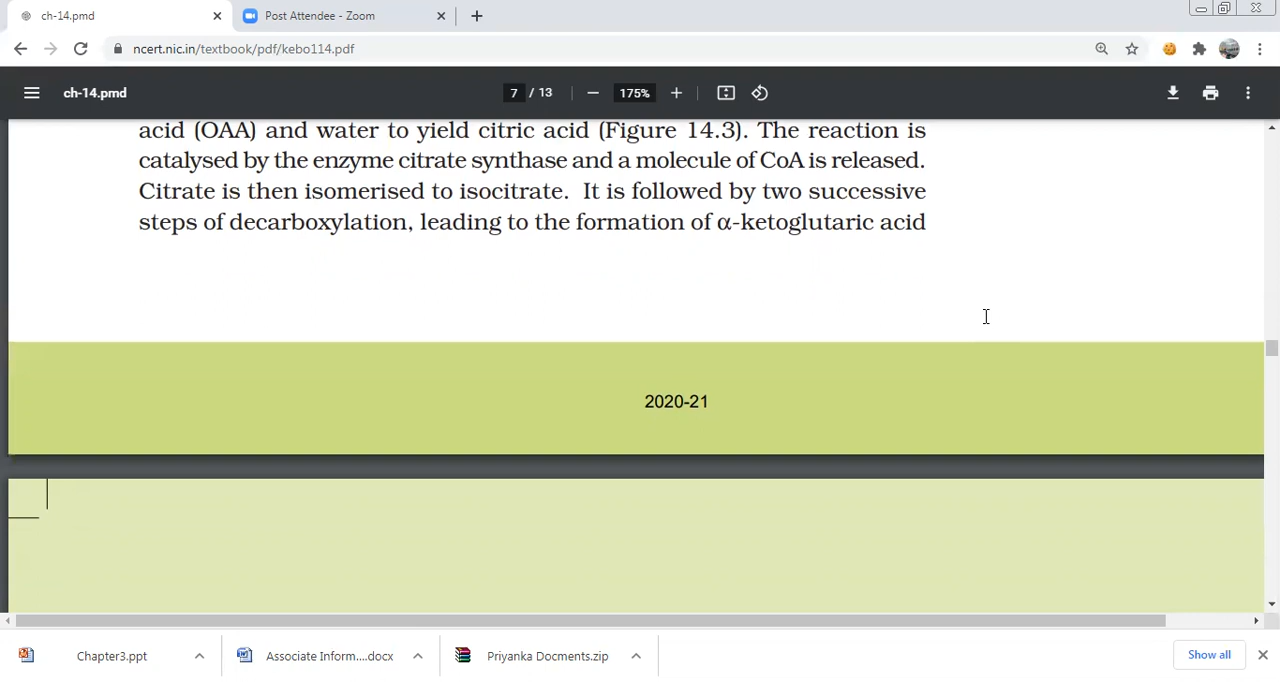 ch-14.pmd
Post Attendee - Zoom
ncert.nic.in/textbook/pdf/kebo114.pdf
ch-14.pmd
7 / 13
175%
acid (OAA) and water to yield citric acid (Figure 14.3). The reaction is
catalysed by the enzyme citrate synthase and a molecule of CoA is released.
Citrate is then isomerised to isocitrate. It is followed by two successive
steps of decarboxylation, leading to the formation of α-ketoglutaric acid
2020-21
Chapter3.ppt
Associate Inform....docx
Priyanka Docments.zip
Show all